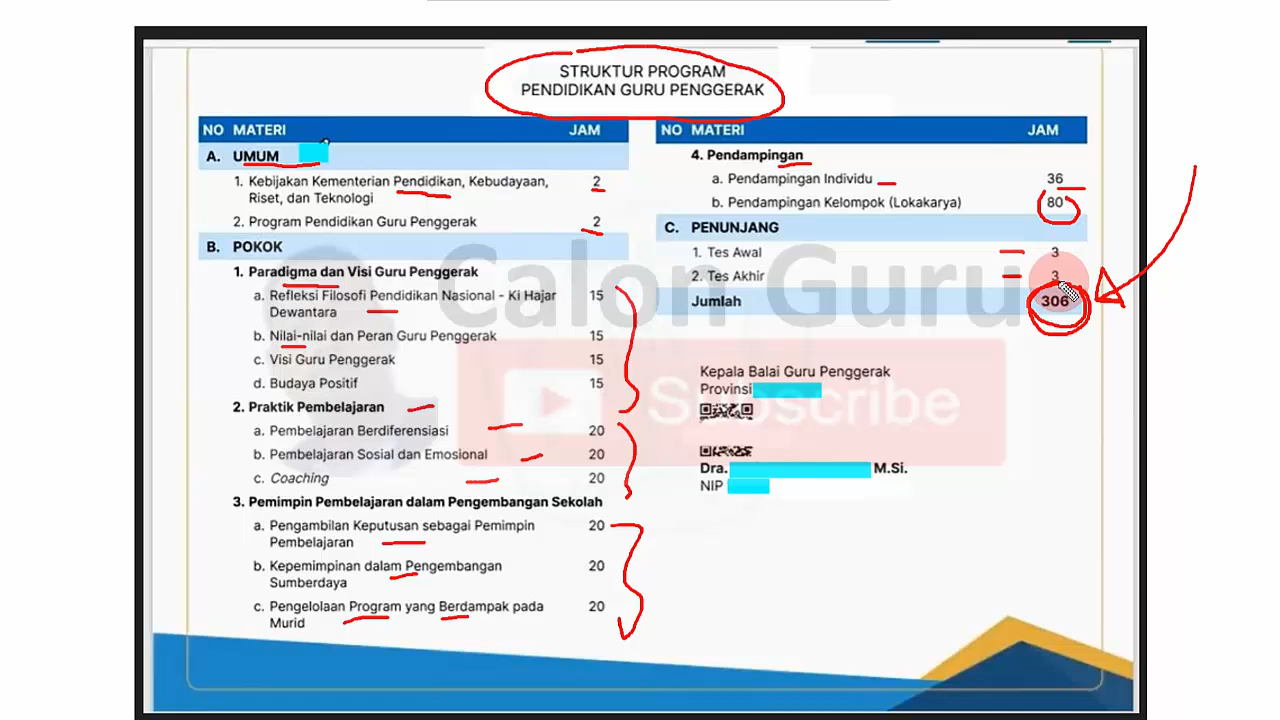 STRUKTUR PROGRAM
PENDIDIKAN GURU PENGGERAK
NO MATERI JAM
A. UMUM
1. Kebijakan Kementerian Pendidikan, Kebudayaan, 2
Riset, dan Teknologi
2. Program Pendidikan Guru Penggerak 2
B. POKOK
1. Paradigma dan Visi Guru Penggerak
a. Refleksi Filosofi Pendidikan Nasional - Ki Hajar 15
Dewantara
b. Nilai-nilai dan Peran Guru Penggerak 15
c. Visi Guru Penggerak 15
d. Budaya Positif 15
2. Praktik Pembelajaran
a. Pembelajaran Berdiferensiasi 20
b. Pembelajaran Sosial dan Emosional 20
c. Coaching 20
3. Pemimpin Pembelajaran dalam Pengembangan Sekolah
a. Pengambilan Keputusan sebagai Pemimpin 20
Pembelajaran
b. Kepemimpinan dalam Pengembangan 20
Sumberdaya
c. Pengelolaan Program yang Berdampak pada 20
Murid
NO MATERI JAM
4. Pendampingan
a. Pendampingan Individu 36
b. Pendampingan Kelompok (Lokakarya) 80
C. PENUNJANG
1. Tes Awal 3
2. Tes Akhir 3
Jumlah 306
Kepala Balai Guru Penggerak
Provinsi
Dra. M.Si.
NIP
Calon Guru
Subscribe